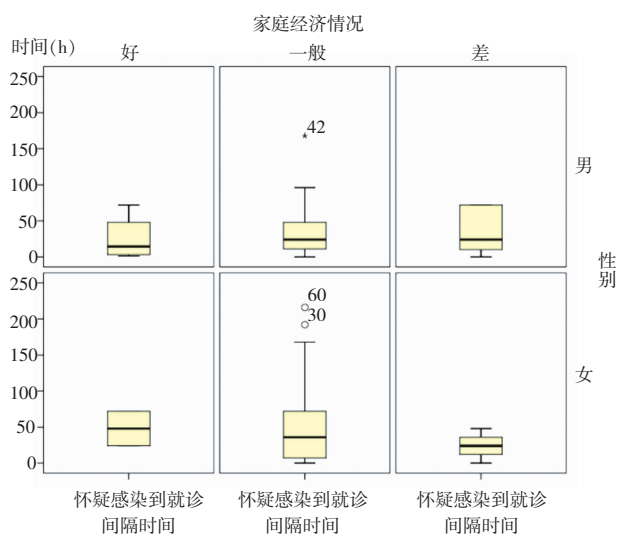 家庭经济情况
时间(h)
好 一般 差
250
200
150
100
50
0
42
男
性别
250
200
150
100
50
0
60
30
女
怀疑感染到就诊 怀疑感染到就诊 怀疑感染到就诊
间隔时间 间隔时间 间隔时间